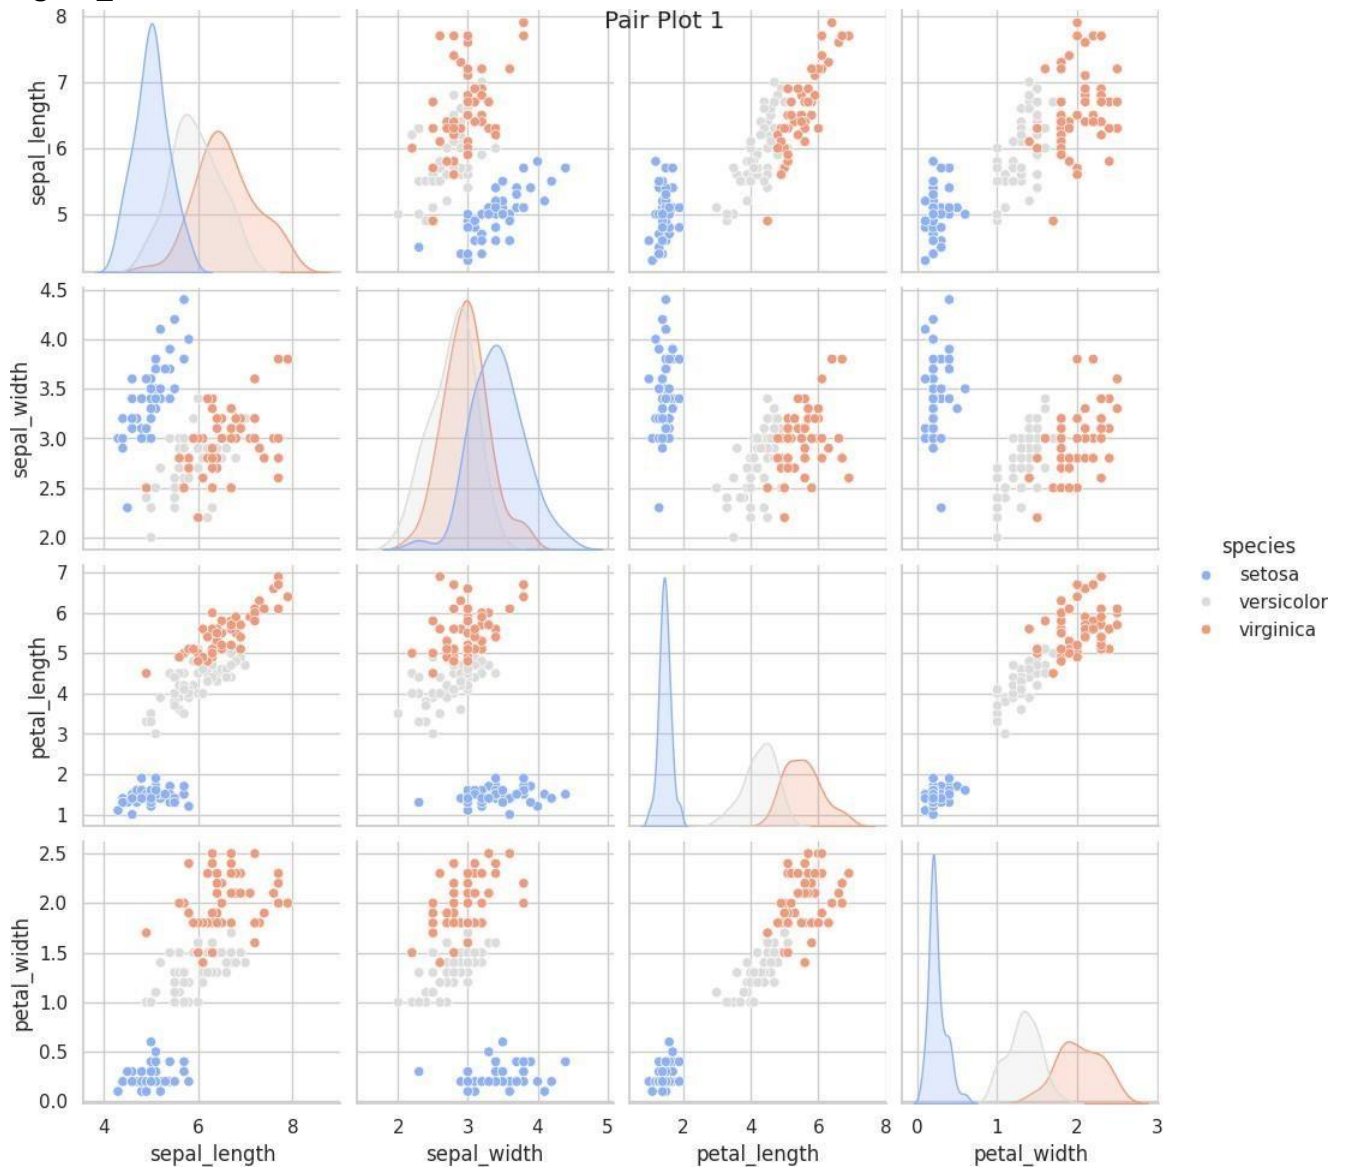 Pair Plot 1
8
7
6
5
sepal_length
4.5
4.0
3.5
3.0
2.5
2.0
sepal_width
7
6
5
4
3
2
1
petal_length
2.5
2.0
1.5
1.0
0.5
0.0
petal_width
4 6 8
sepal_length
2 3 4 5
sepal_width
2 4 6 8
petal_length
0 1 2 3
petal_width
species
setosa
versicolor
virginica